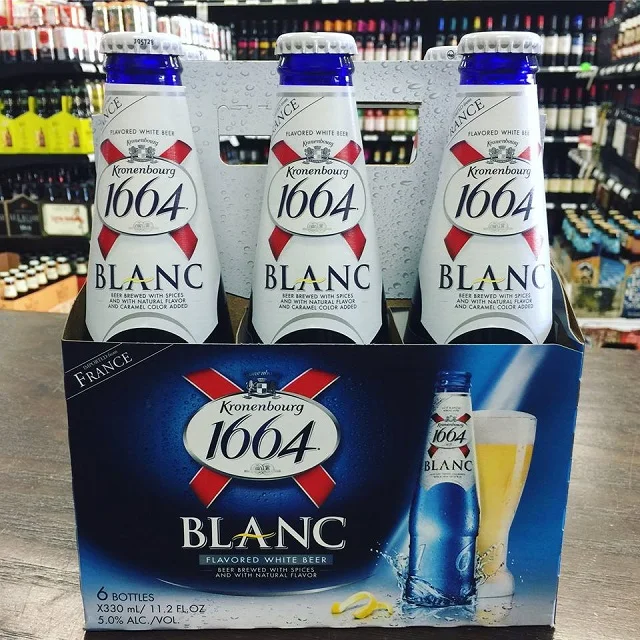 FRANCE
FLAVORED WHITE BEER
Kronenbourg
1664
BLANC
BEER BREWED WITH SPICES
AND WITH NATURAL FLAVOR
AND CARAMEL COLOR ADDED
FRANCE
FLAVORED WHITE BEER
Kronenbourg
1664
BLANC
BEER BREWED WITH SPICES
AND WITH NATURAL FLAVOR
AND CARAMEL COLOR ADDED
FRANCE
FLAVORED WHITE BEER
Kronenbourg
1664
BLANC
BEER BREWED WITH SPICES
AND WITH NATURAL FLAVOR
AND CARAMEL COLOR ADDED
IMPORTED from
FRANCE
Kronenbourg
1664
BLANC
FLAVORED WHITE BEER
BEER BREWED WITH SPICES
AND WITH NATURAL FLAVOR
6 BOTTLES
X330 mL/ 11.2 FL.OZ
5.0% ALC./VOL.
1664
BLANC